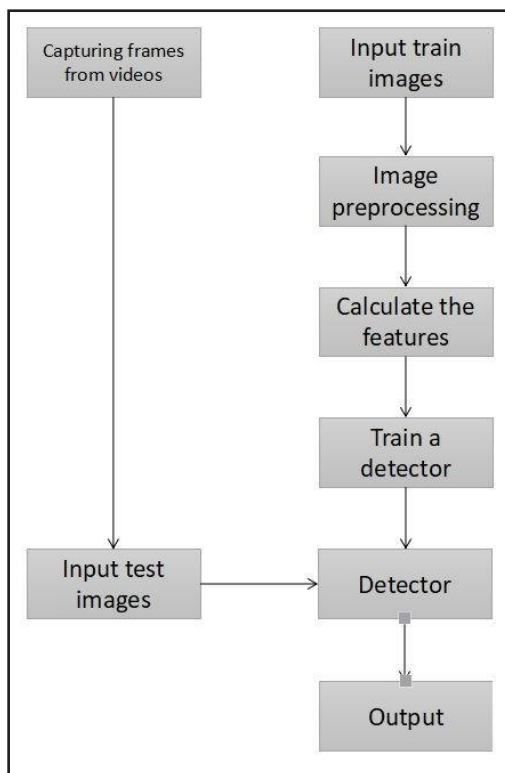 Capturing frames
from videos
Input train
images
Image
preprocessing
Calculate the
features
Train a
detector
Input test
images
Detector
Output